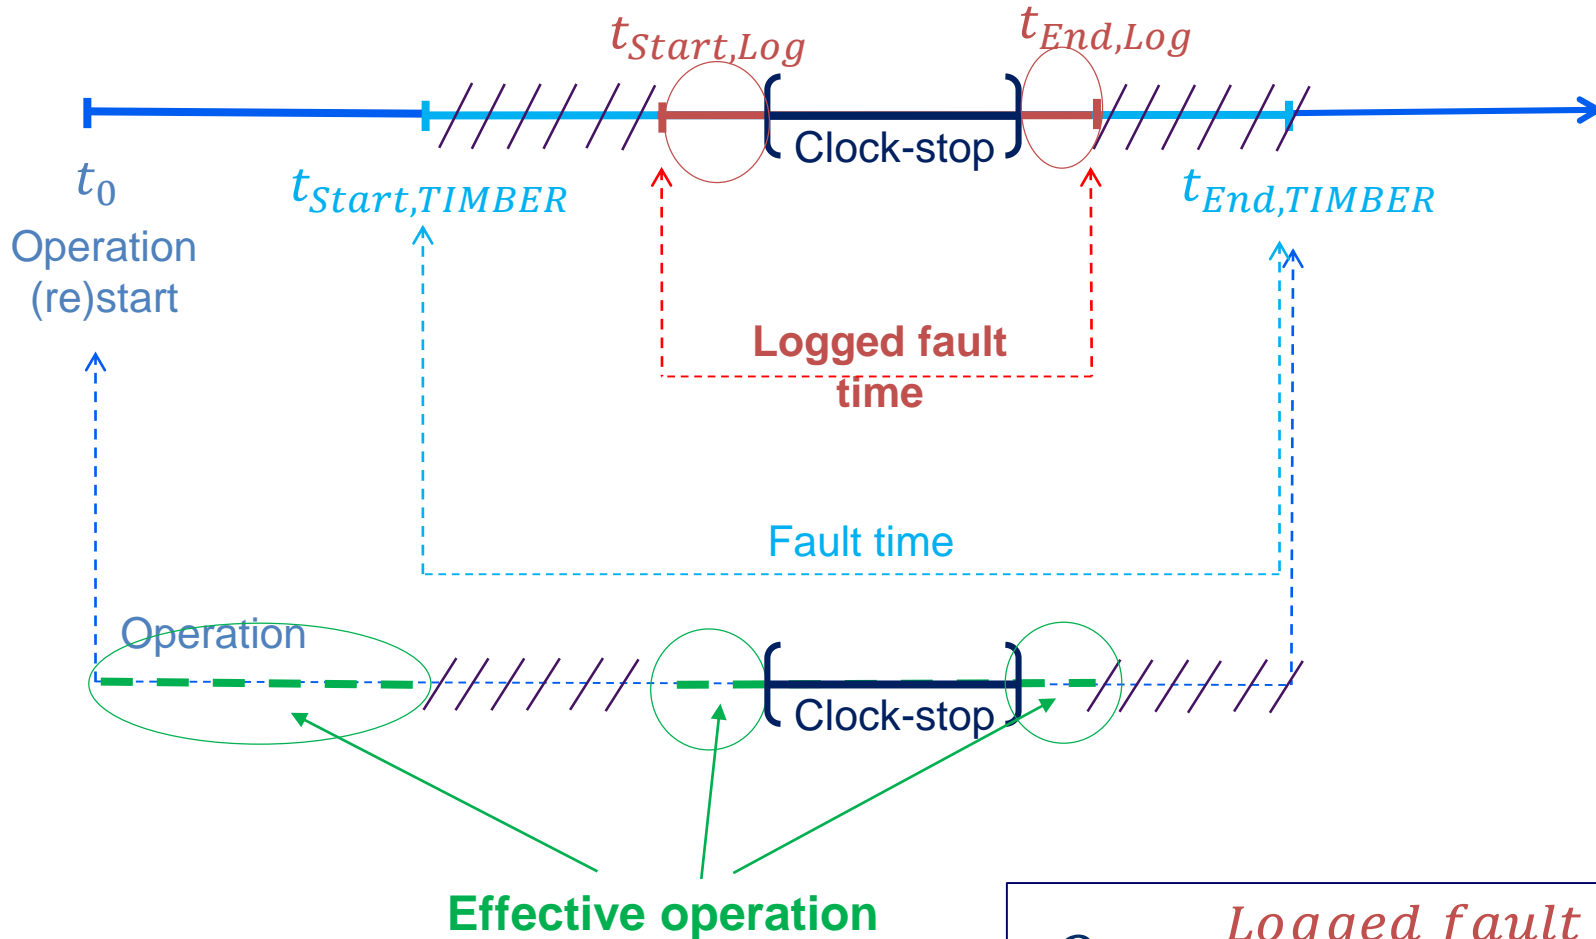 t_Start,Log
t_End,Log
Clock-stop
t_0
t_Start,TIMBER
t_End,TIMBER
Operation
(re)start
Logged fault
time
Fault time
Operation
Clock-stop
Effective operation
Logged fault